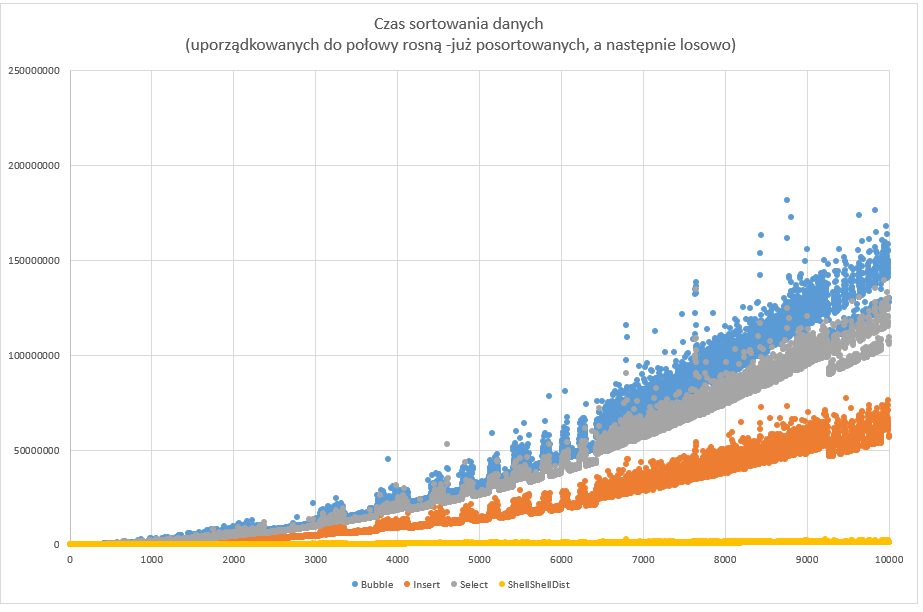 Czas sortowania danych
(uporządkowanych do połowy rosną -już posortowanych, a następnie losowo)
250000000
200000000
150000000
100000000
50000000
0
0 1000 2000 3000 4000 5000 6000 7000 8000 9000 10000
Bubble Insert Select ShellShellDist